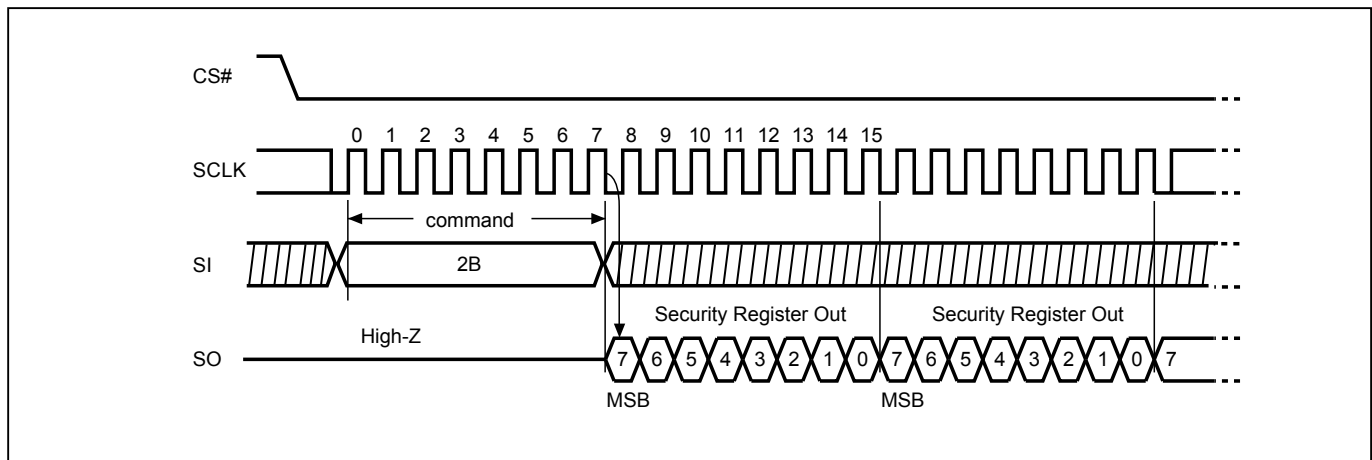 CS#
0 1 2 3 4 5 6 7 8 9 10 11 12 13 14 15
SCLK
command
SI 2B
Security Register Out Security Register Out
High-Z
SO 7 6 5 4 3 2 1 0 7 6 5 4 3 2 1 0 7
MSB MSB